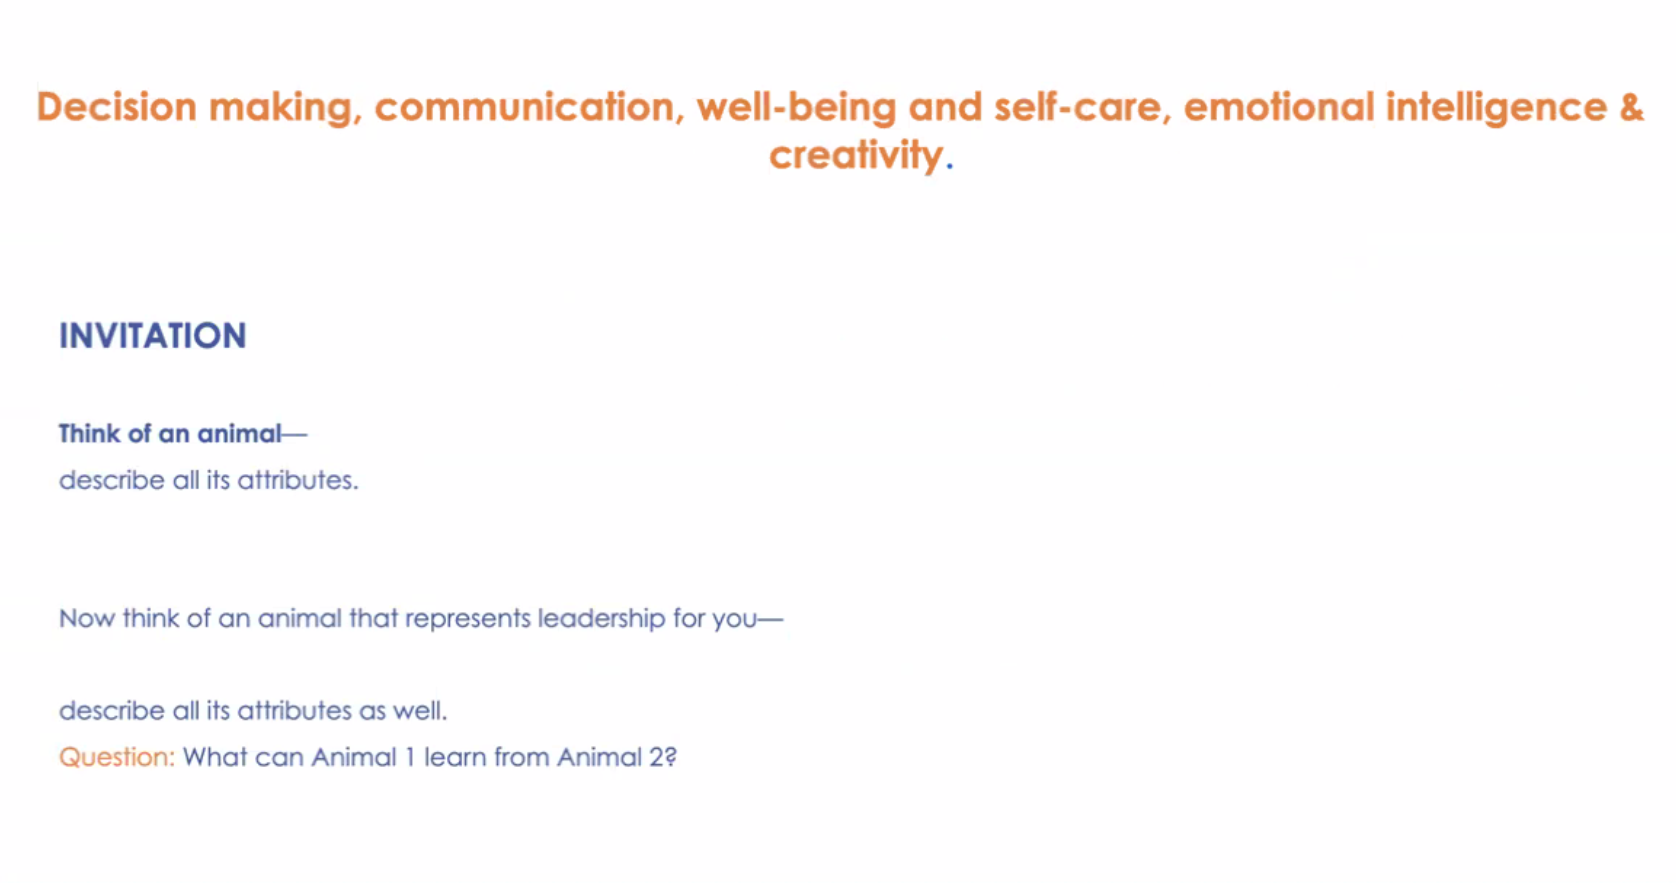 Decision making, communication, well-being and self-care, emotional intelligence &
creativity.
INVITATION
Think of an animal—
describe all its attributes.
Now think of an animal that represents leadership for you—
describe all its attributes as well.
Question: What can Animal 1 learn from Animal 2?